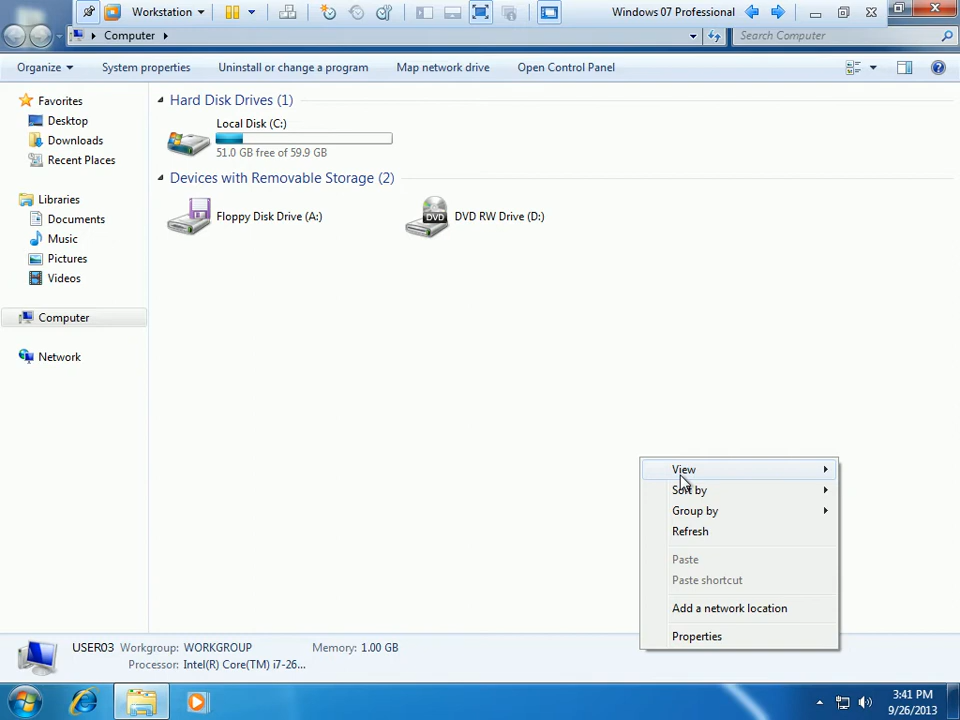 Workstation
Windows 07 Professional
Computer
Search Computer
Organize
System properties
Uninstall or change a program
Map network drive
Open Control Panel
Favorites
Desktop
Downloads
Recent Places
Libraries
Documents
Music
Pictures
Videos
Computer
Network
Hard Disk Drives (1)
Local Disk (C:)
51.0 GB free of 59.9 GB
Devices with Removable Storage (2)
Floppy Disk Drive (A:)
DVD
DVD RW Drive (D:)
View
Sort by
Group by
Refresh
Paste
Paste shortcut
Add a network location
Properties
USER03 Workgroup: WORKGROUP Memory: 1.00 GB
Processor: Intel(R) Core(TM) i7-26...
3:41 PM
9/26/2013